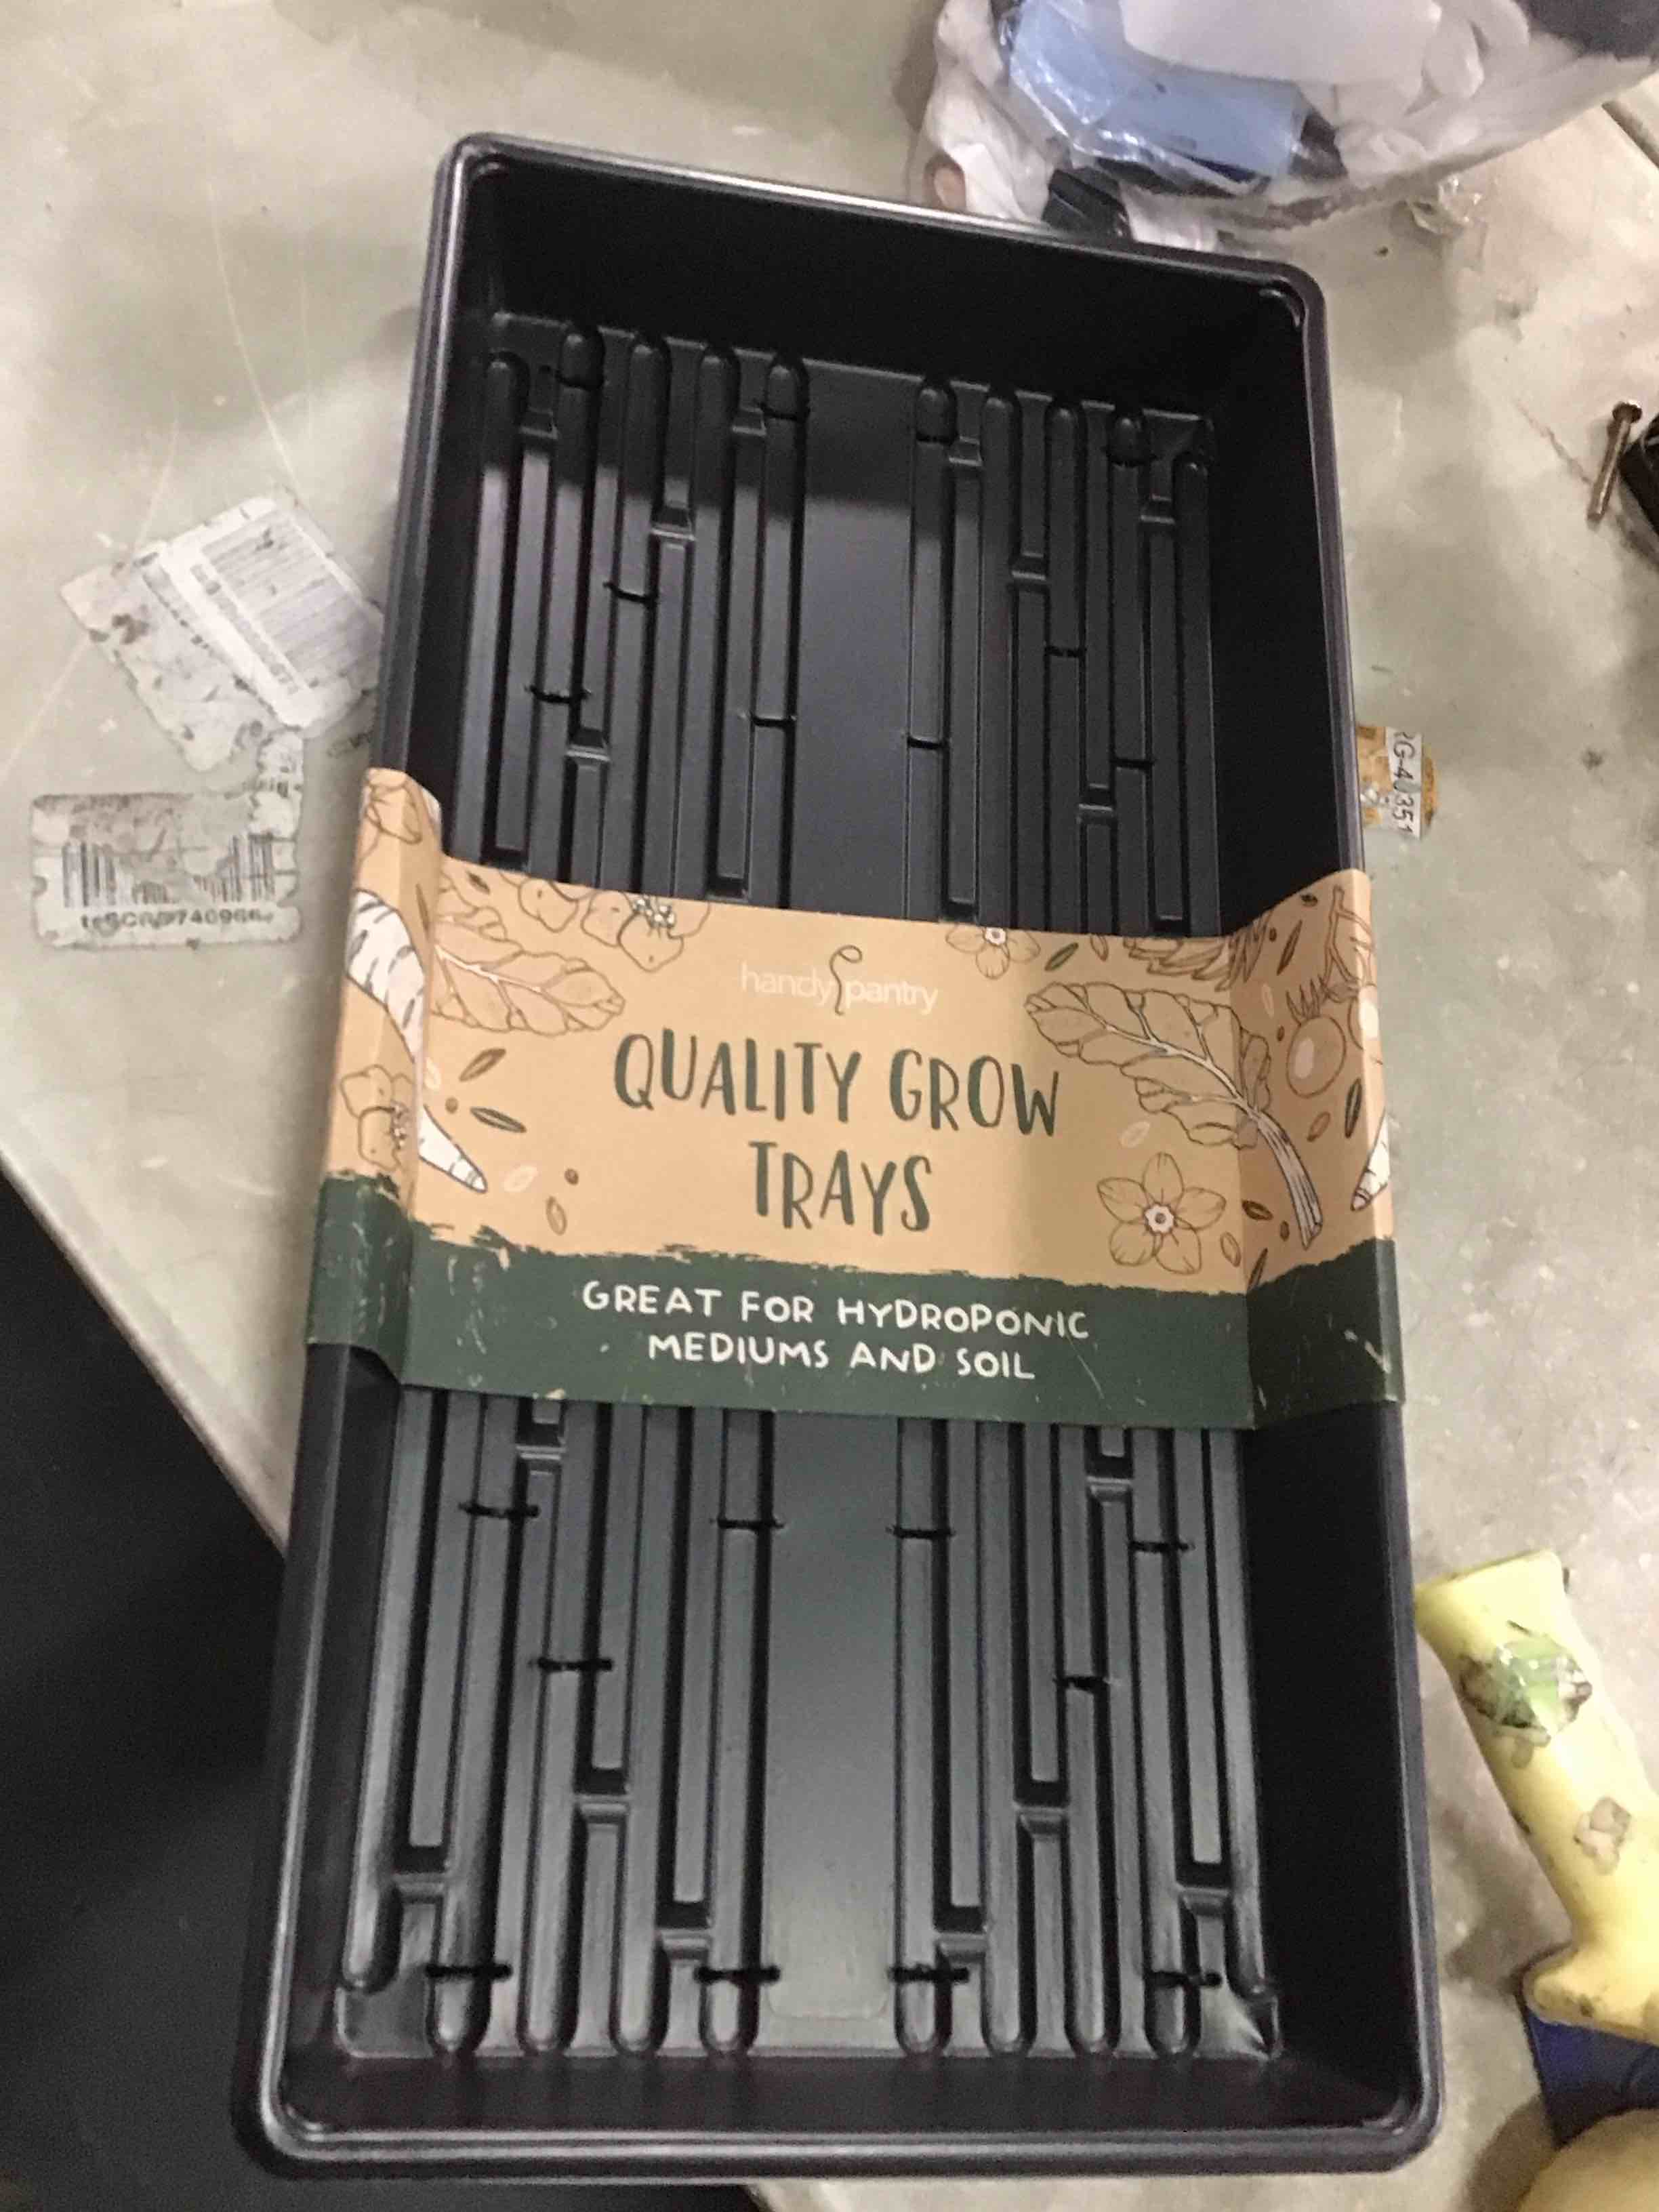 handy pantry
QUALITY GROW
TRAYS
GREAT FOR HYDROPONIC
MEDIUMS AND SOIL